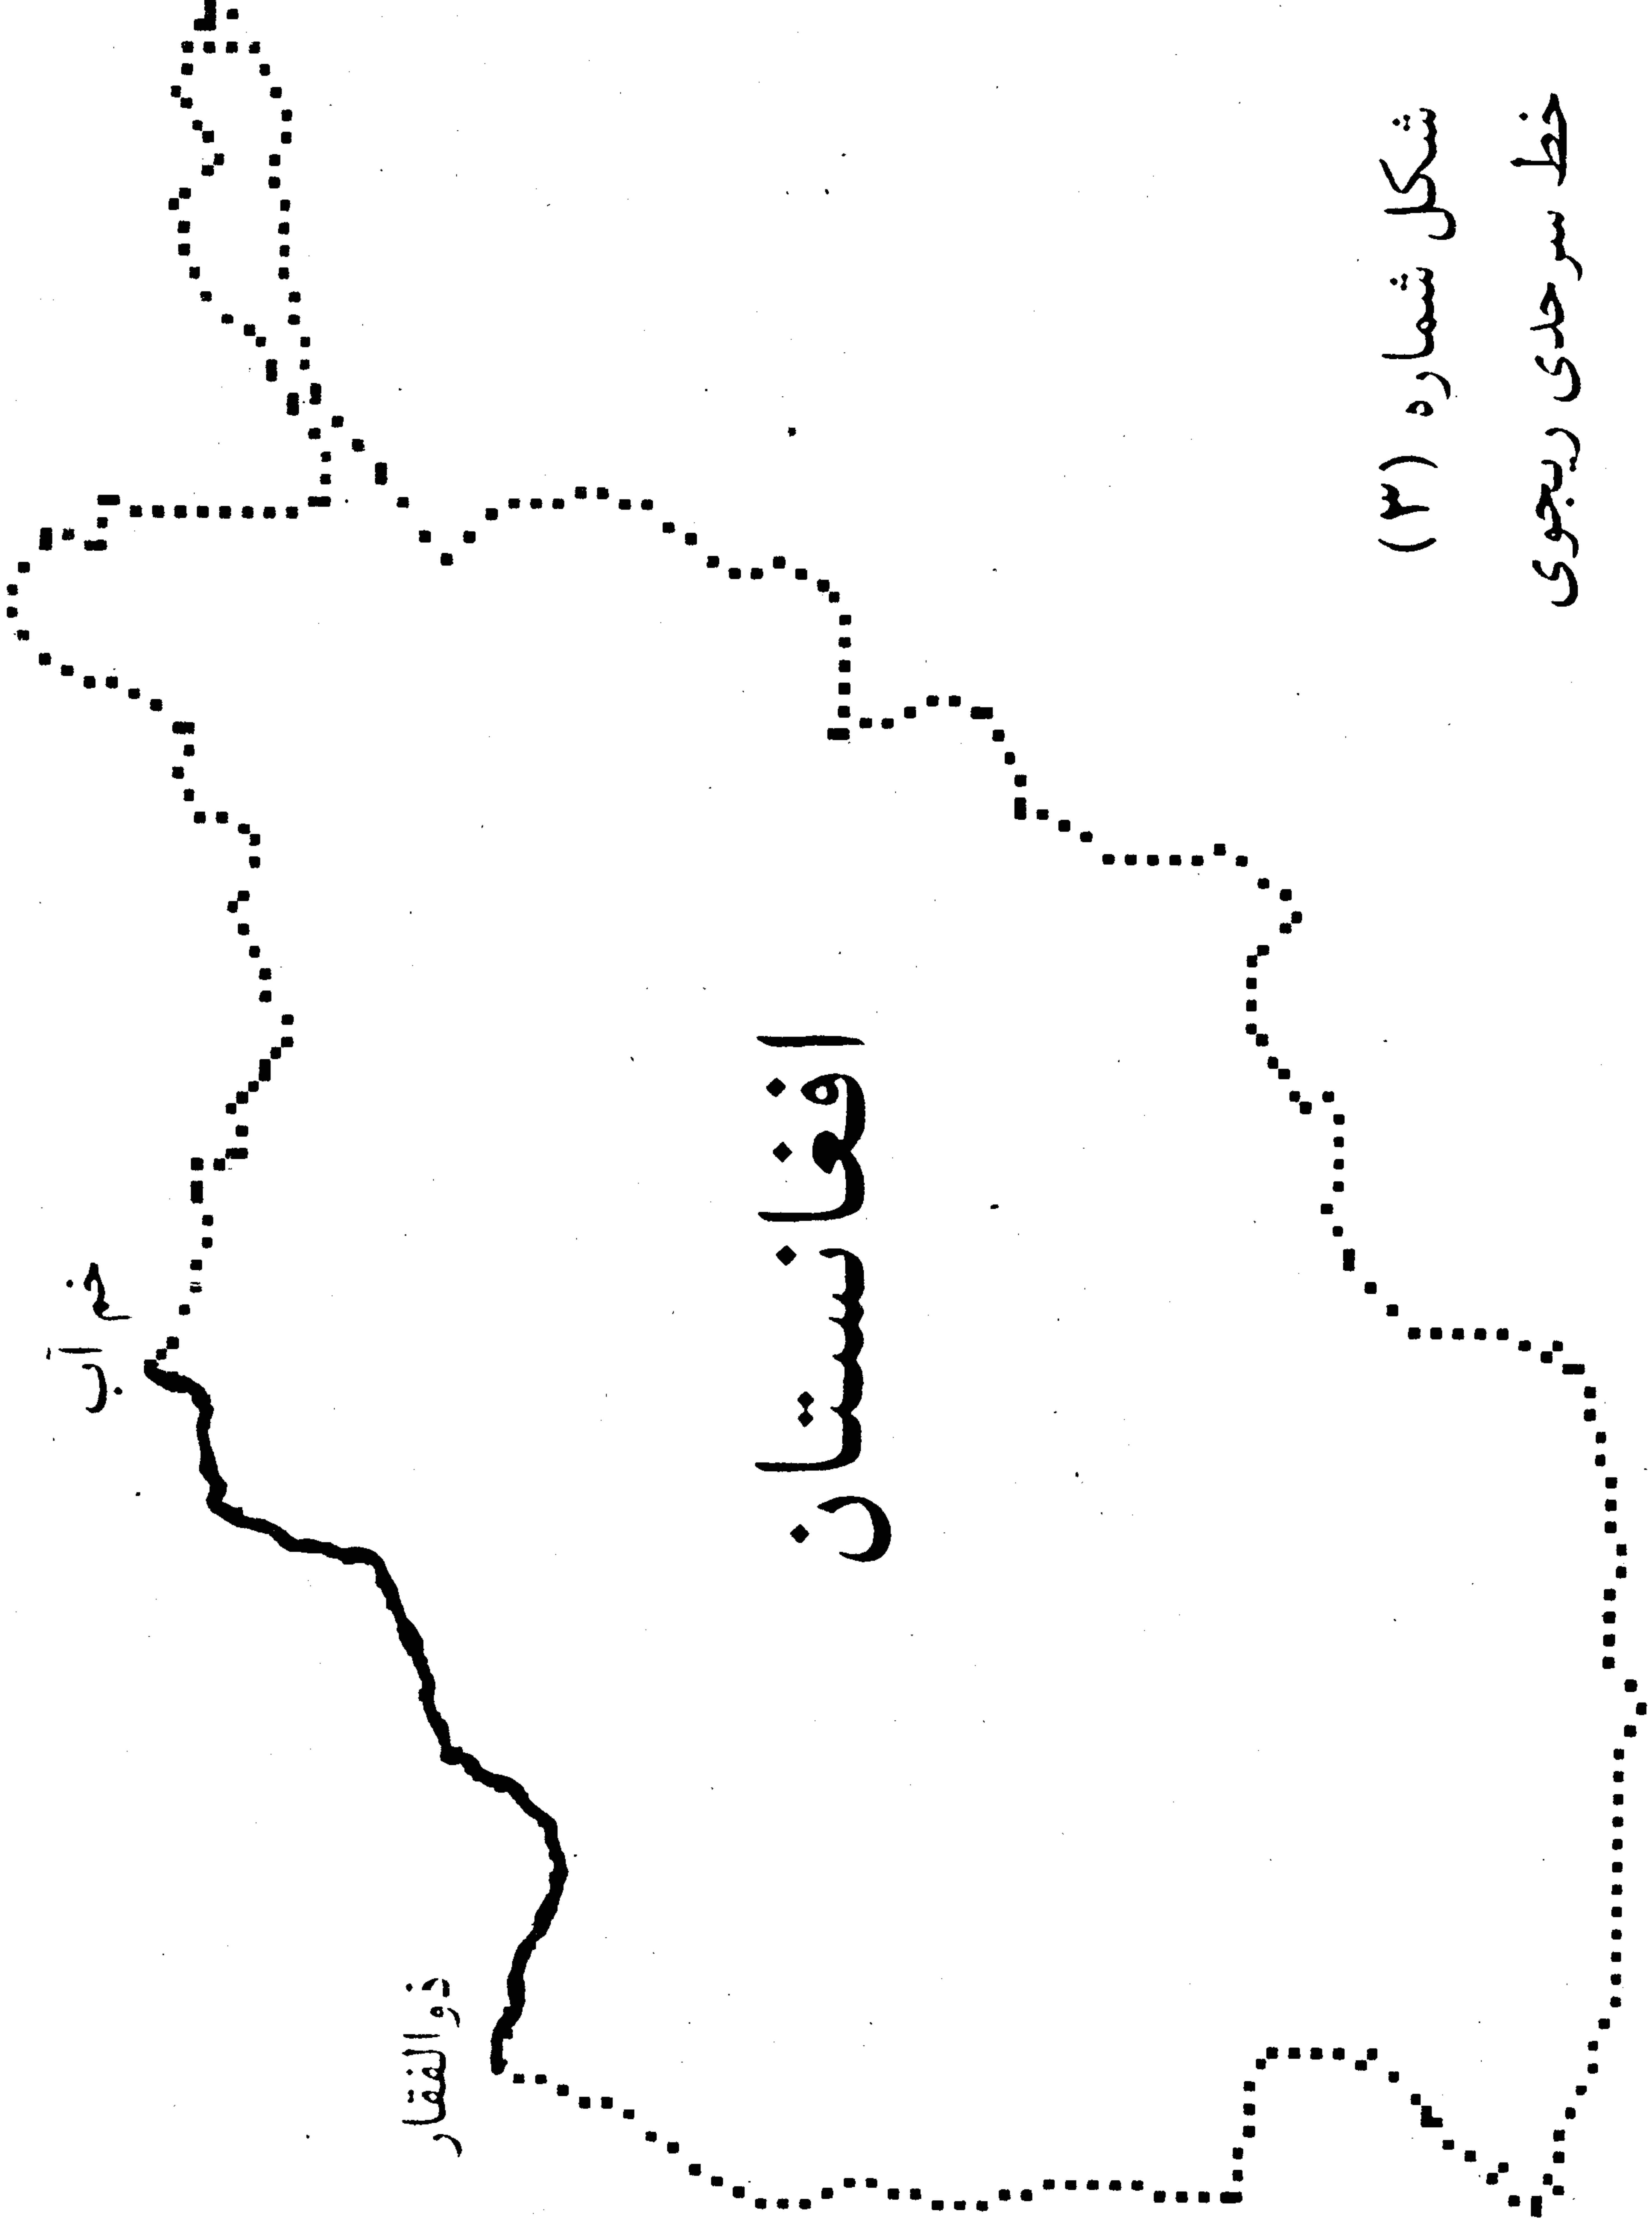 خم آب
ذوالفقار
افغانستان
شکل شماره (۳)
خط سرحدی ریجوی